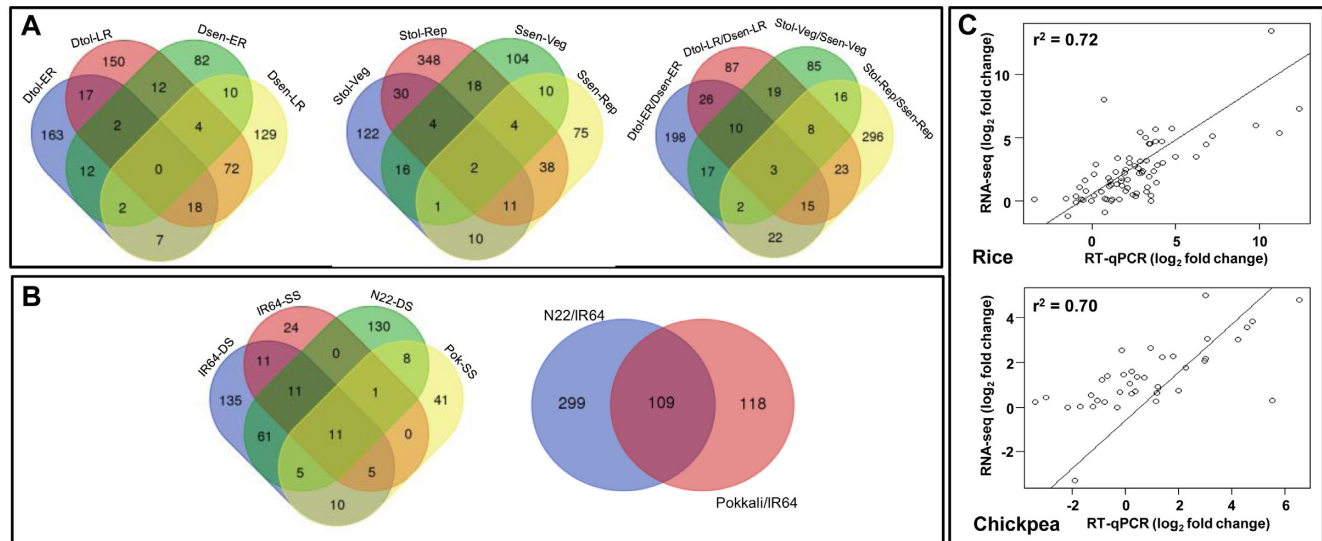 A
Dtol-ER
Dtol-LR
Dsen-ER
Dsen-LR
150
82
17
12
10
163
2
4
129
12
0
72
2
18
7
Stol-Veg
Stol-Rep
Ssen-Veg
Ssen-Rep
348
104
30
18
10
122
4
4
75
16
2
38
1
11
10
Dtol-ER/Dsen-ER
Dtol-LR/Dsen-LR
Stol-Veg/Ssen-Veg
Stol-Rep/Ssen-Rep
87
85
26
19
16
198
10
8
296
17
3
23
2
15
22
B
IR64-DS
IR64-SS
N22-DS
Pok-SS
24
130
11
0
8
135
11
1
41
61
11
0
5
5
10
N22/IR64
299
109
118
Pokkali/IR64
C
r² = 0.72
RNA-seq (log₂ fold change)
10
5
0
0
5
10
RT-qPCR (log₂ fold change)
Rice
r² = 0.70
RNA-seq (log₂ fold change)
4
2
0
-2
-2
0
2
4
6
RT-qPCR (log₂ fold change)
Chickpea